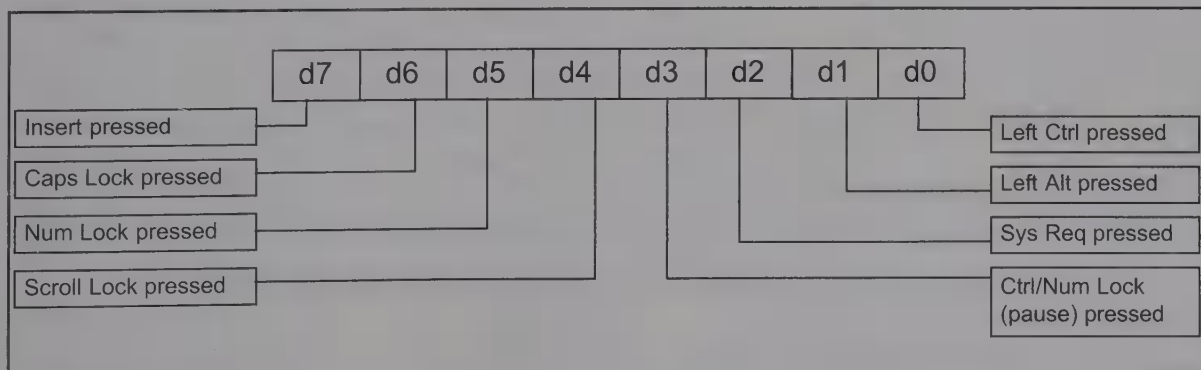 d7 d6 d5 d4 d3 d2 d1 d0
Insert pressed
Caps Lock pressed
Num Lock pressed
Scroll Lock pressed
Left Ctrl pressed
Left Alt pressed
Sys Req pressed
Ctrl/Num Lock
(pause) pressed